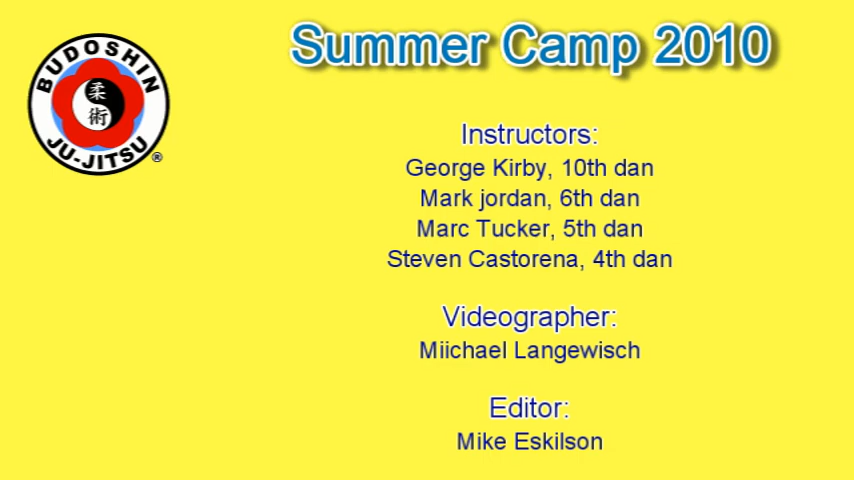 BUDOSHIN
柔
術
JU-JITSU
®
Summer Camp 2010
Instructors:
George Kirby, 10th dan
Mark jordan, 6th dan
Marc Tucker, 5th dan
Steven Castorena, 4th dan
Videographer:
Miichael Langewisch
Editor:
Mike Eskilson